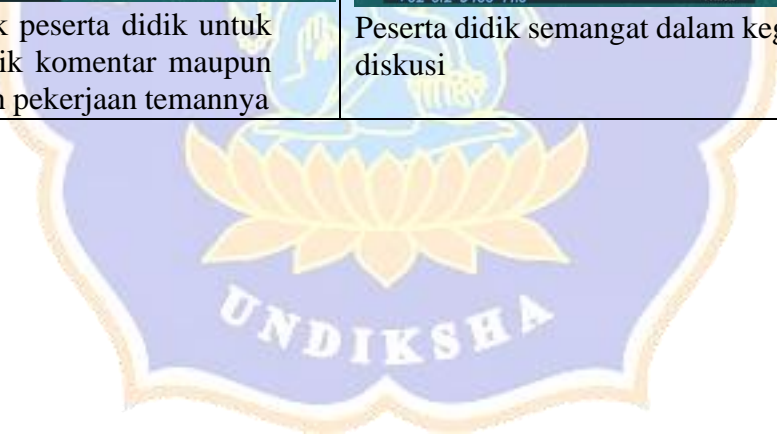 k peserta didik untuk
ik komentar maupun
n pekerjaan temannya
Peserta didik semangat dalam keg
diskusi
UNDIKSHA